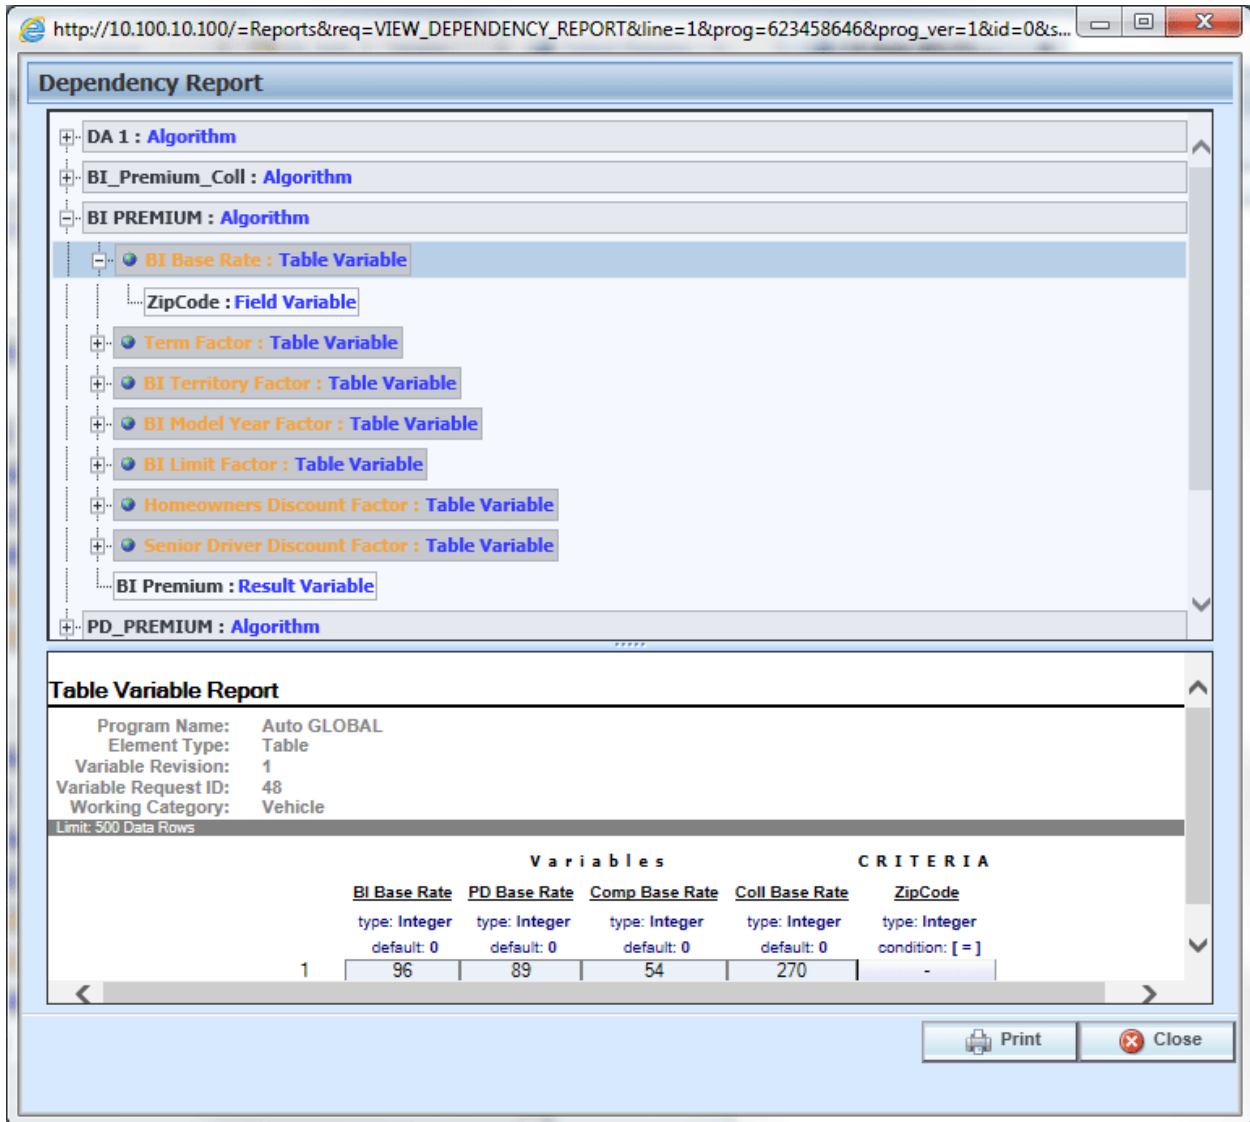 http://10.100.10.100/=Reports&req=VIEW_DEPENDENCY_REPORT&line=1&prog=623458646&prog_ver=1&id=0&s...
Dependency Report
DA 1 : Algorithm
BI_Premium_Coll : Algorithm
BI PREMIUM : Algorithm
BI Base Rate : Table Variable
ZipCode : Field Variable
Term Factor : Table Variable
BI Territory Factor : Table Variable
BI Model Year Factor : Table Variable
BI Limit Factor : Table Variable
Homeowners Discount Factor : Table Variable
Senior Driver Discount Factor : Table Variable
BI Premium : Result Variable
PD_PREMIUM : Algorithm
Table Variable Report
Program Name: Auto GLOBAL
Element Type: Table
Variable Revision: 1
Variable Request ID: 48
Working Category: Vehicle
Limit: 500 Data Rows
Variables CRITERIA
BI Base Rate PD Base Rate Comp Base Rate Coll Base Rate ZipCode
type: Integer type: Integer type: Integer type: Integer type: Integer
default: 0 default: 0 default: 0 default: 0 condition: [ = ]
1 96 89 54 270 -
Print Close